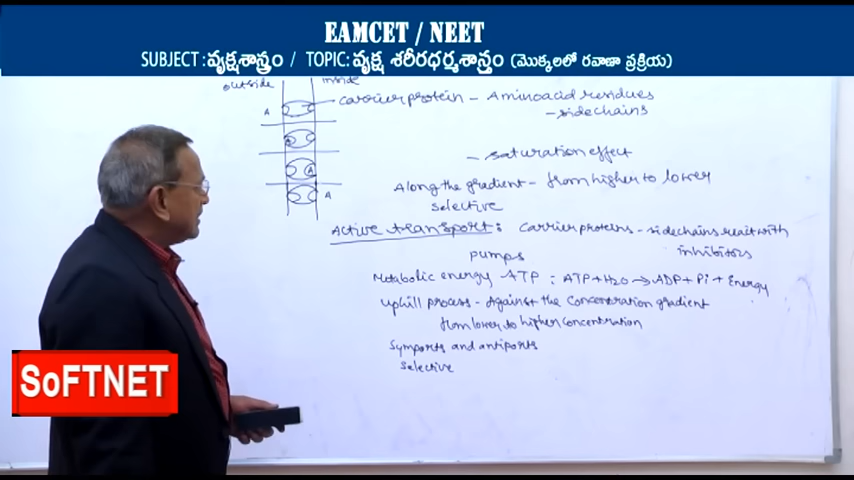 EAMCET / NEET
SUBJECT : వృక్షశాస్త్రం / TOPIC: వృక్ష శరీరధర్మశాస్త్రం (మొక్కలలో రవాణా ప్రక్రియ)
outside inside
A carrier protein - Aminoacid residues
- sidechains
A
- saturation effect
A
Along the gradient - from higher to lower
A
selective
Active transport : Carrier proteins - sidechains react with
pumps inhibitors
Metabolic energy - ATP : ATP + H2O → ADP + Pi + Energy
uphill process - Against the concentration gradient
from lower to higher concentration
Symports and antiports
Selective
SoFTNET